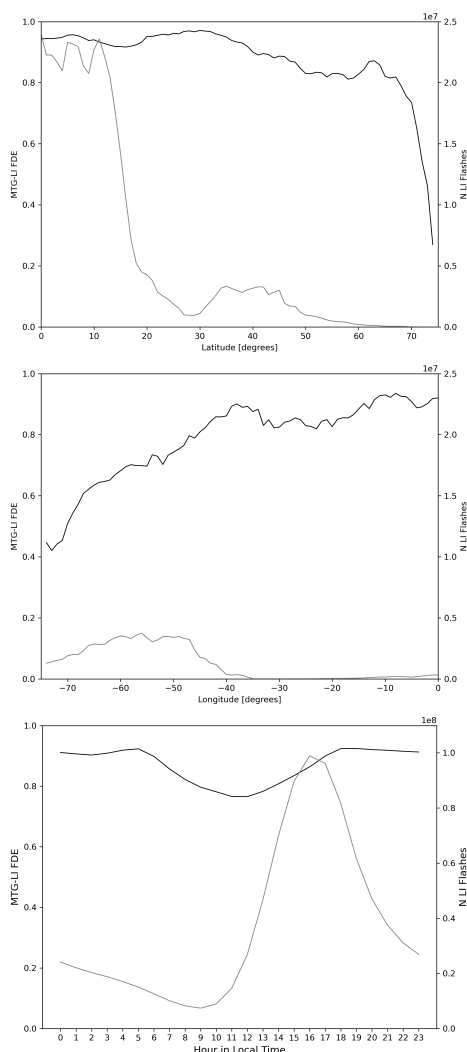 1e7
1.0 2.5
0.8 2.0
0.6 1.5
0.4 1.0
0.2 0.5
0.0 0.0
MTG-LI FDE
N LI Flashes
0 10 20 30 40 50 60 70
Latitude [degrees]
1e7
1.0 2.5
0.8 2.0
0.6 1.5
0.4 1.0
0.2 0.5
0.0 0.0
MTG-LI FDE
N LI Flashes
−70 −60 −50 −40 −30 −20 −10 0
Longitude [degrees]
1e8
1.0
1.0
0.8
0.8
0.6
0.6
0.4
0.4
0.2
0.2
0.0 0.0
MTG-LI FDE
N LI Flashes
0 1 2 3 4 5 6 7 8 9 10 11 12 13 14 15 16 17 18 19 20 21 22 23
Hour in Local Time